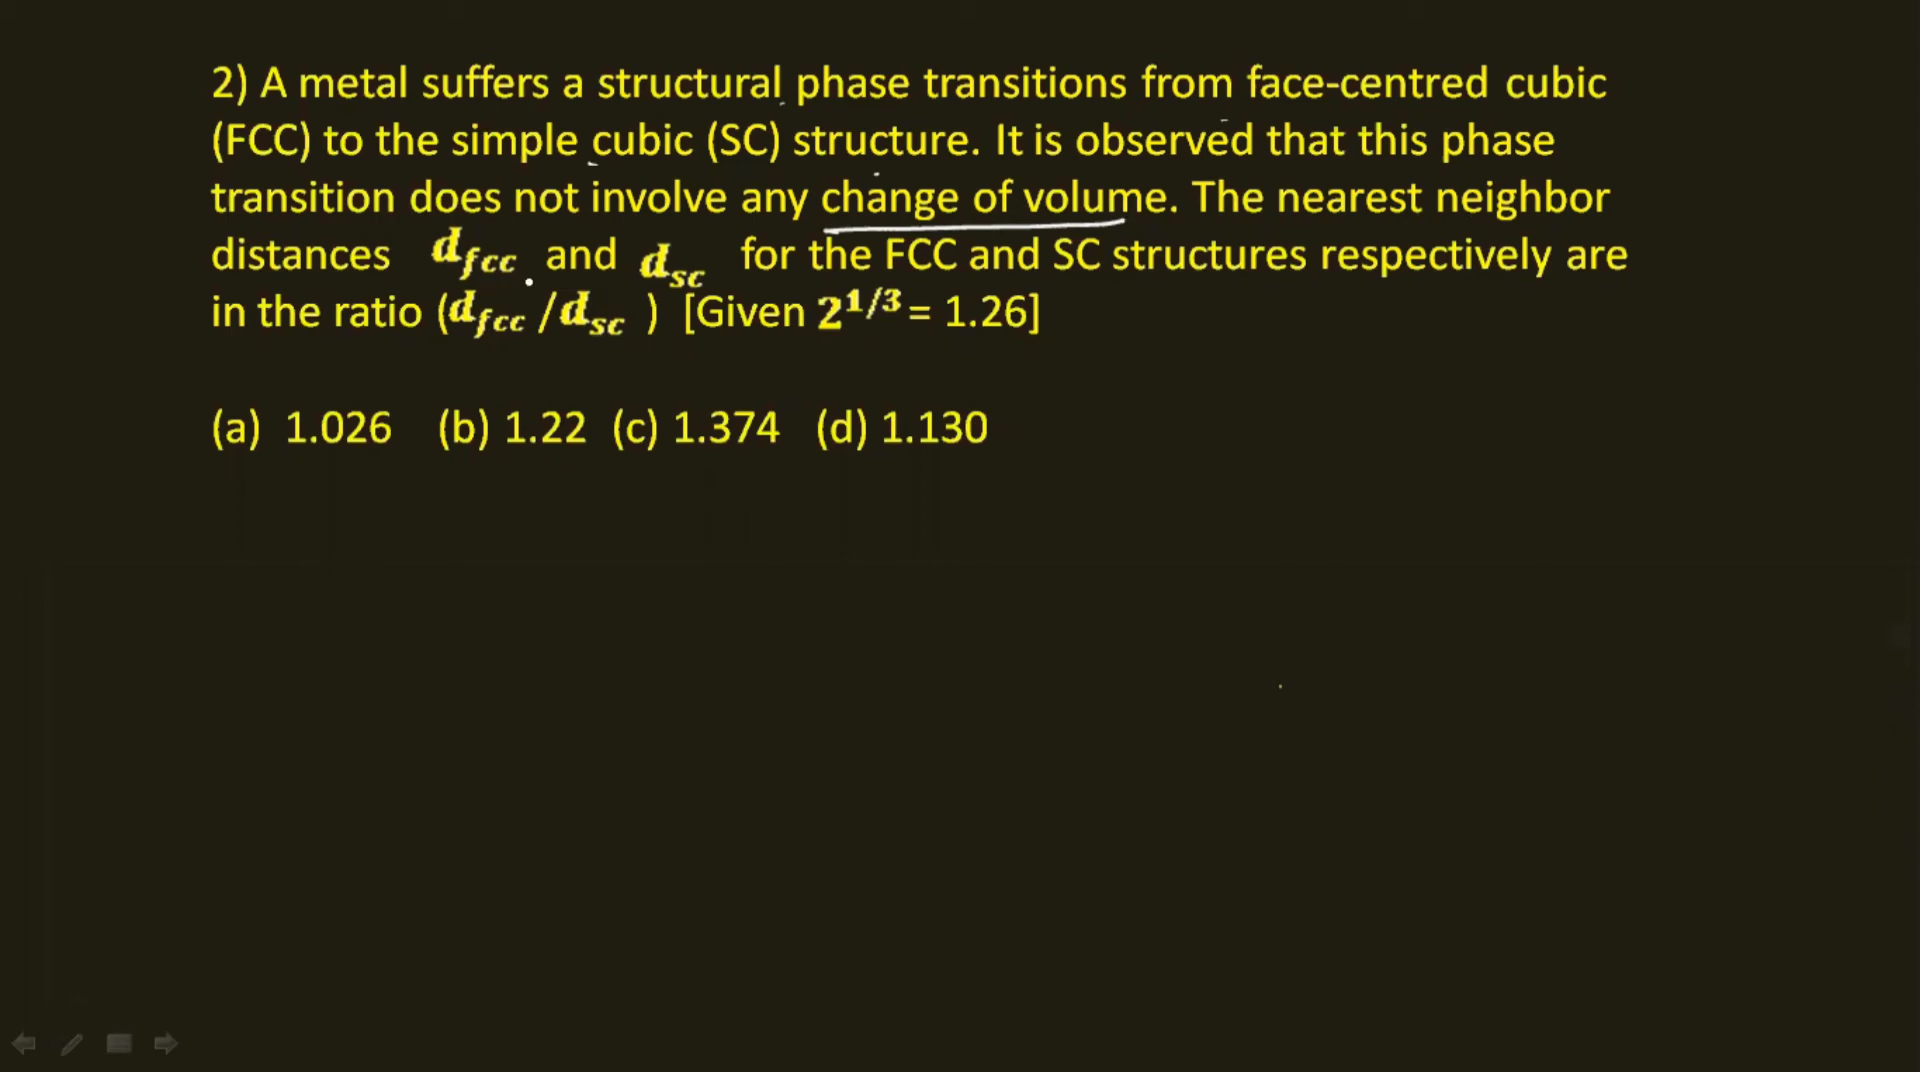 2) A metal suffers a structural phase transitions from face-centred cubic
(FCC) to the simple cubic (SC) structure. It is observed that this phase
transition does not involve any change of volume. The nearest neighbor
distances d_fcc and d_sc for the FCC and SC structures respectively are
in the ratio (d_fcc /d_sc ) [Given 2^1/3 = 1.26]
(a) 1.026 (b) 1.22 (c) 1.374 (d) 1.130